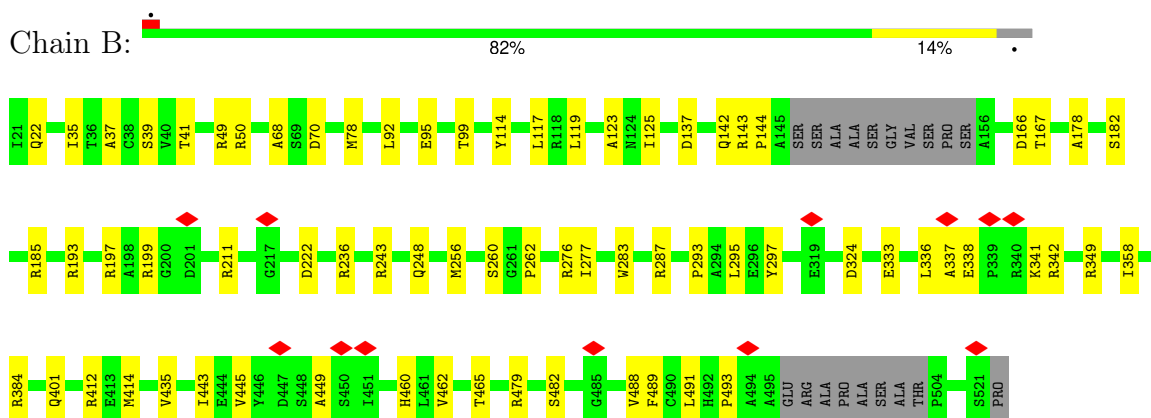 Chain B: 82% 14% •
I21 Q22 I35 T36 A37 C38 S39 V40 T41 R49 R50 A68 S69 D70 M78 L92 E95 T99 Y114 L117 R118 L119 A123 N124 I125 D137 Q142 R143 P144 A145 SER SER ALA ALA SER GLY VAL SER PRO SER A156 D166 T167 A178 S182
R185 R193 R197 A198 R199 G200 D201 R211 G217 D222 R236 R243 Q248 M256 S260 G261 P262 R276 I277 W283 R287 P293 A294 L295 E296 Y297 E319 D324 E333 L336 A337 E338 P339 R340 K341 R342 R349 I358
R384 Q401 R412 E413 M414 V435 I443 E444 V445 Y446 D447 S448 A449 S450 I451 H460 L461 V462 T465 R479 S482 G485 V488 F489 C490 L491 H492 P493 A494 A495 GLU ARG ALA PRO ALA SER ALA THR P504 S521 PRO